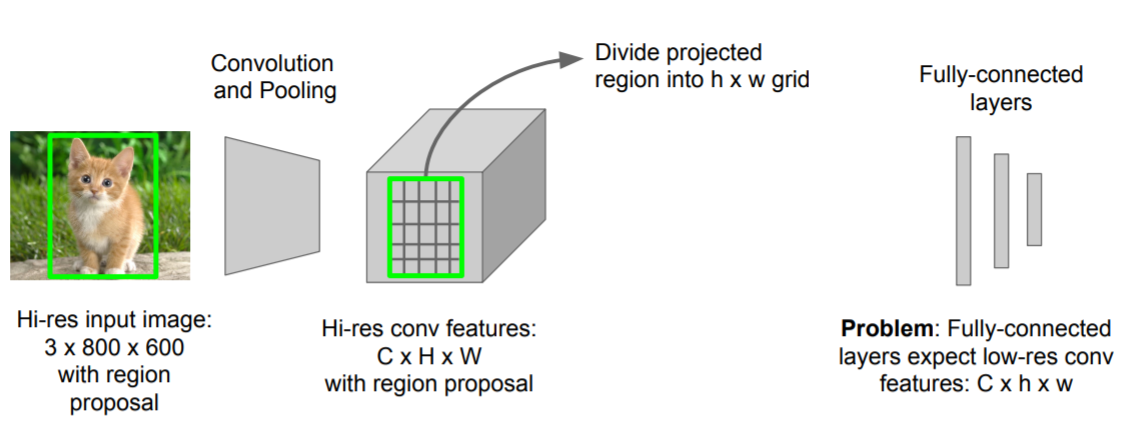 Convolution
and Pooling
Divide projected
region into h x w grid
Fully-connected
layers
Hi-res input image:
3 x 800 x 600
with region
proposal
Hi-res conv features:
C x H x W
with region proposal
Problem: Fully-connected
layers expect low-res conv
features: C x h x w